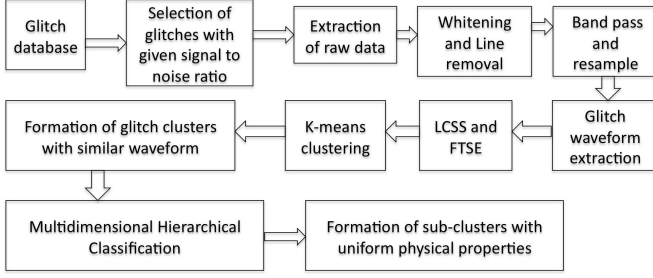 Glitch
database
Selection of
glitches with
given signal to
noise ratio
Extraction
of raw data
Whitening
and Line
removal
Band pass
and
resample
Glitch
waveform
extraction
LCSS and
FTSE
K-means
clustering
Formation of glitch clusters
with similar waveform
Multidimensional Hierarchical
Classification
Formation of sub-clusters with
uniform physical properties